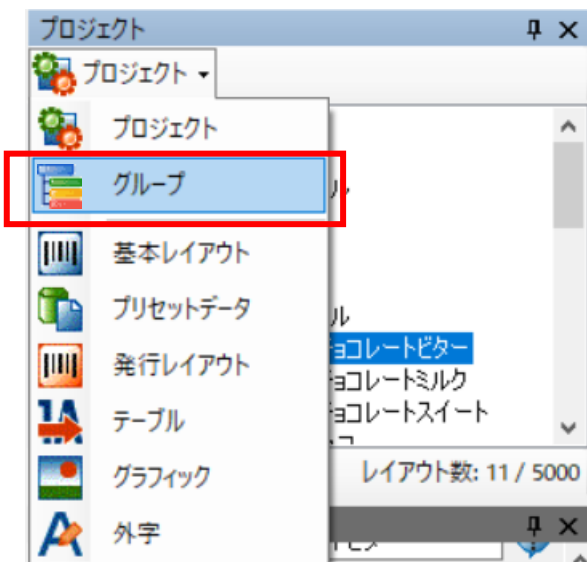 プロジェクト
プロジェクト
プロジェクト
グループ
ル
基本レイアウト
プリセットデータ
ル
発行レイアウト
ョコレートビター
ョコレートミルク
テーブル
ョコレートスイート
グラフィック
レイアウト数: 11 / 5000
外字